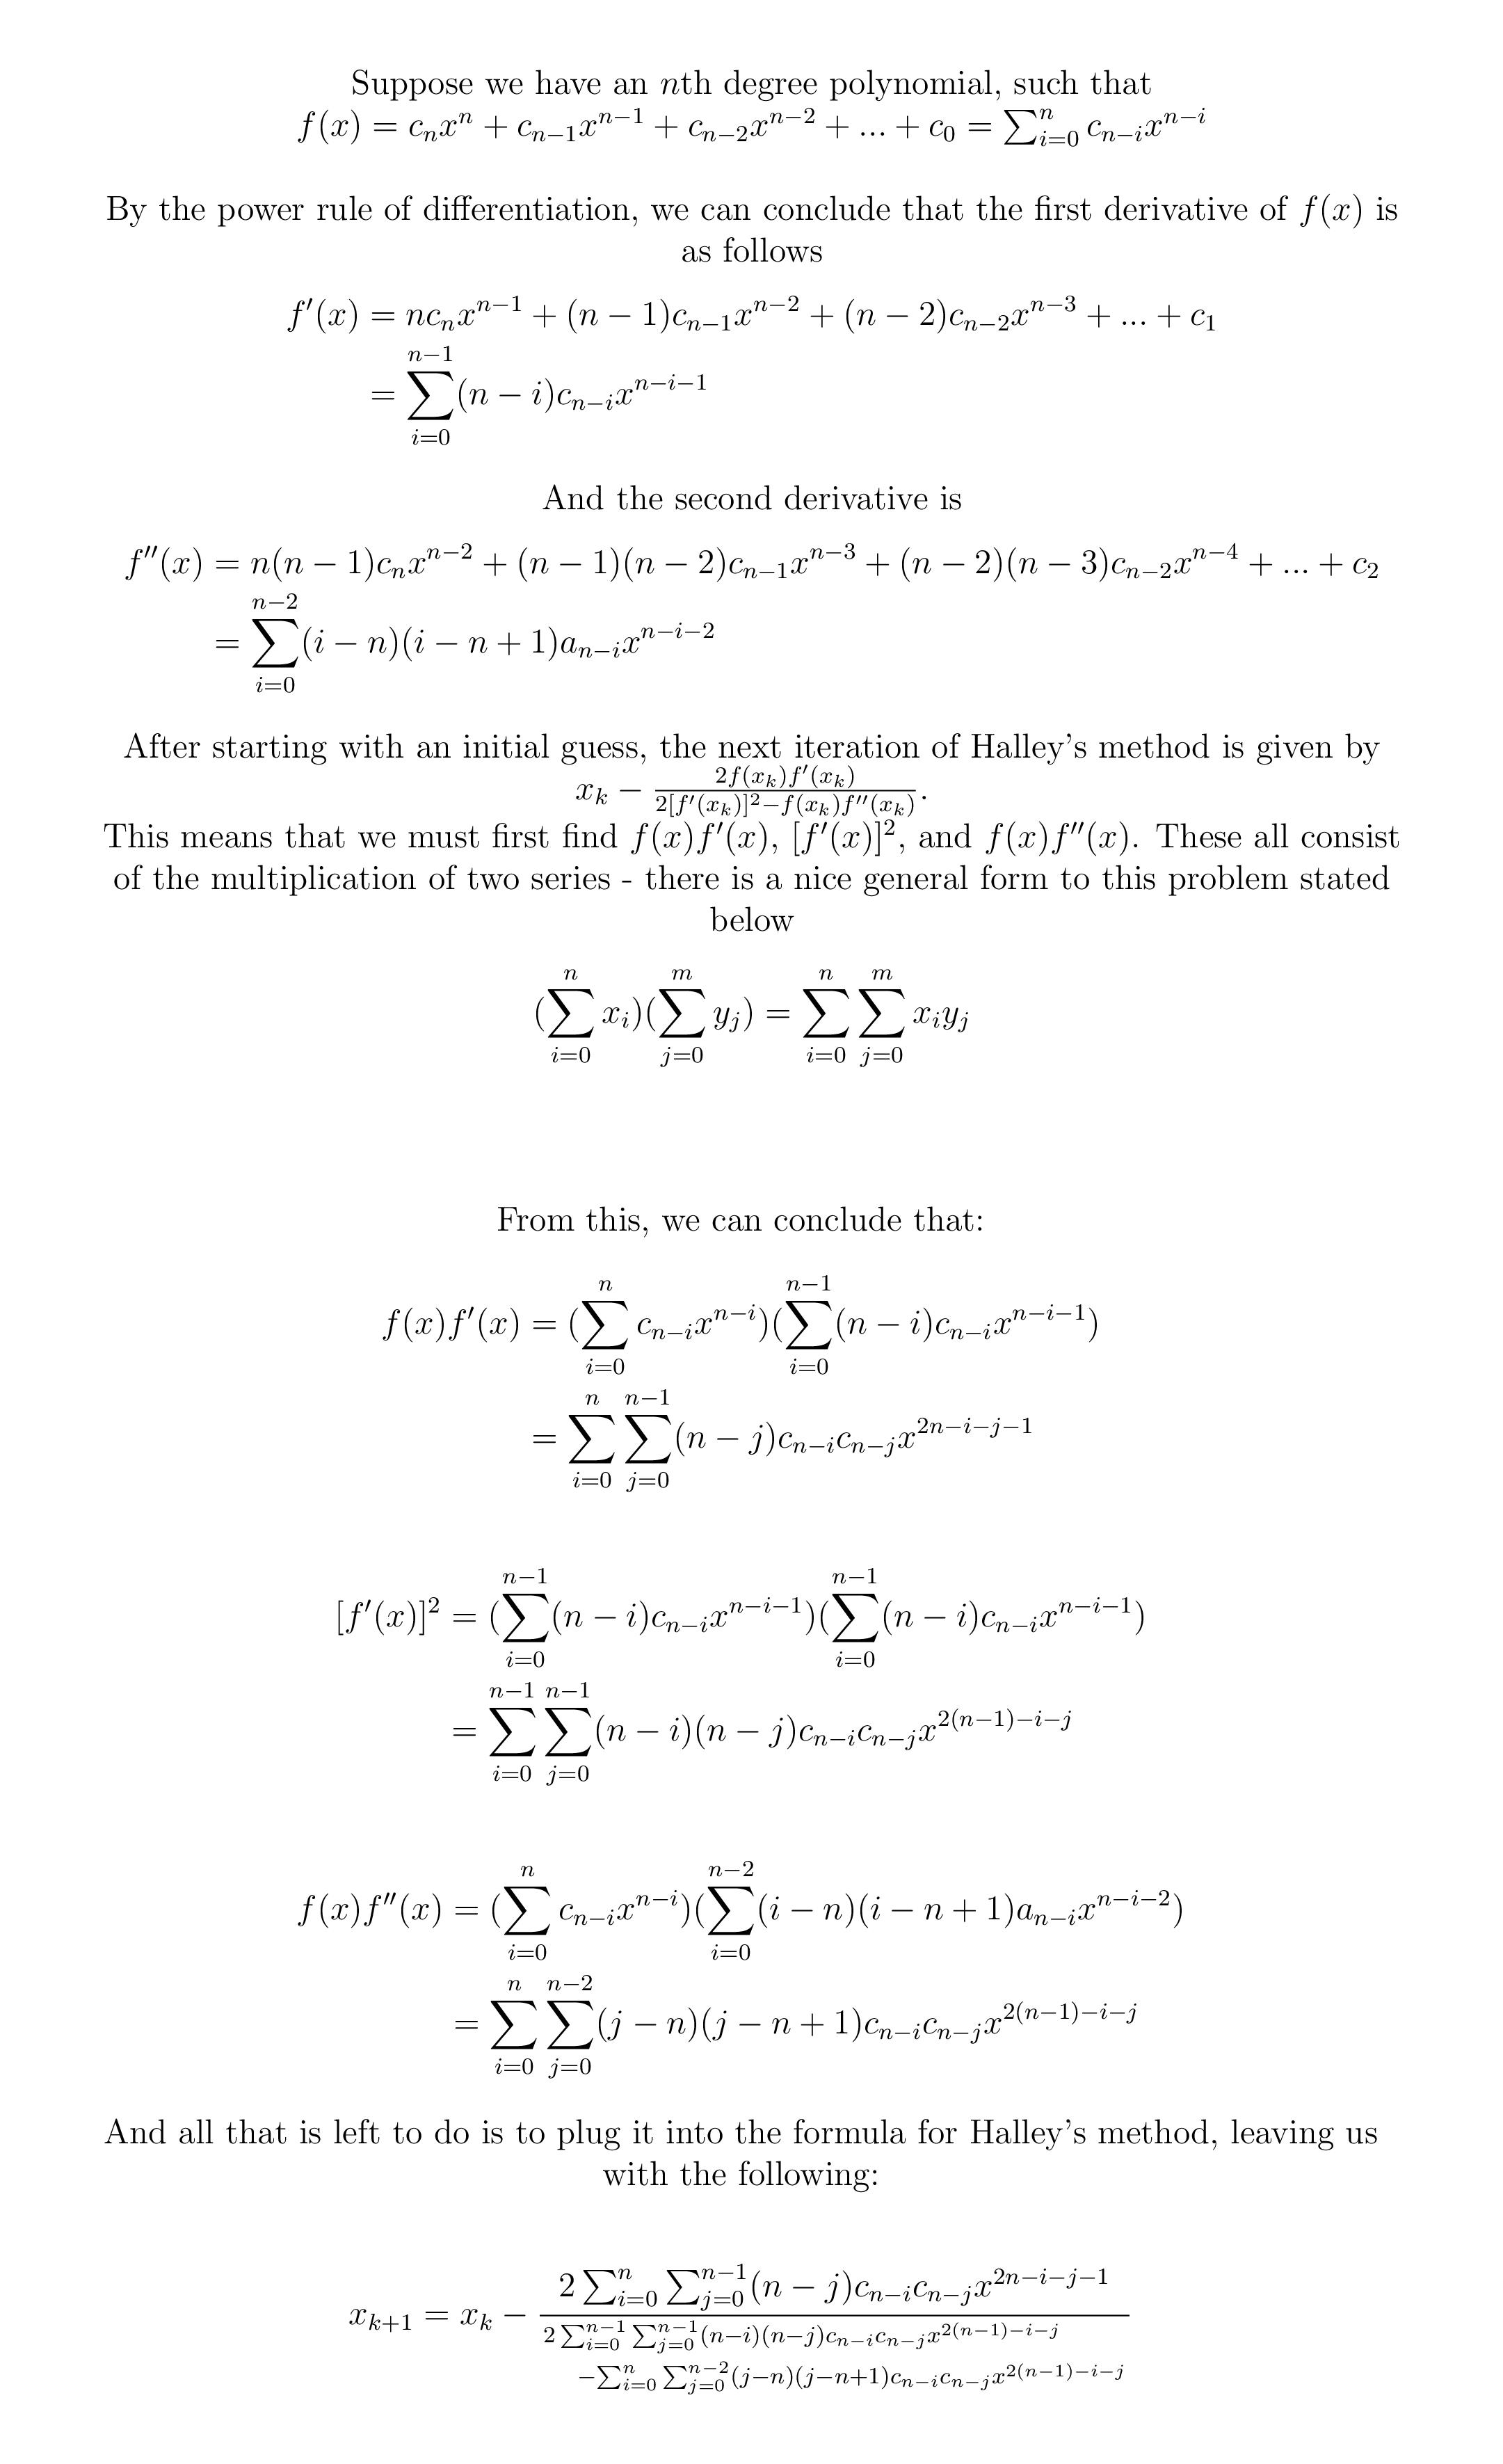 Suppose we have an $n$th degree polynomial, such that
$f(x) = c_n x^n + c_{n-1}x^{n-1} + c_{n-2}x^{n-2} + ... + c_0 = \sum_{i=0}^{n} c_{n-i}x^{n-i}$
By the power rule of differentiation, we can conclude that the first derivative of $f(x)$ is
as follows
$f'(x) = nc_n x^{n-1} + (n-1)c_{n-1}x^{n-2} + (n-2)c_{n-2}x^{n-3} + ... + c_1$
$= \sum_{i=0}^{n-1} (n-i)c_{n-i}x^{n-i-1}$
And the second derivative is
$f''(x) = n(n-1)c_n x^{n-2} + (n-1)(n-2)c_{n-1}x^{n-3} + (n-2)(n-3)c_{n-2}x^{n-4} + ... + c_2$
$= \sum_{i=0}^{n-2} (i-n)(i-n+1)a_{n-i}x^{n-i-2}$
After starting with an initial guess, the next iteration of Halley's method is given by
$x_k - \frac{2f(x_k)f'(x_k)}{2[f'(x_k)]^2 - f(x_k)f''(x_k)}$.
This means that we must first find $f(x)f'(x)$, $[f'(x)]^2$, and $f(x)f''(x)$. These all consist
of the multiplication of two series - there is a nice general form to this problem stated
below
$(\sum_{i=0}^{n} x_i)(\sum_{j=0}^{m} y_j) = \sum_{i=0}^{n} \sum_{j=0}^{m} x_i y_j$
From this, we can conclude that:
$f(x)f'(x) = (\sum_{i=0}^{n} c_{n-i}x^{n-i})(\sum_{i=0}^{n-1} (n-i)c_{n-i}x^{n-i-1})$
$= \sum_{i=0}^{n} \sum_{j=0}^{n-1} (n-j)c_{n-i}c_{n-j}x^{2n-i-j-1}$
$[f'(x)]^2 = (\sum_{i=0}^{n-1} (n-i)c_{n-i}x^{n-i-1})(\sum_{i=0}^{n-1} (n-i)c_{n-i}x^{n-i-1})$
$= \sum_{i=0}^{n-1} \sum_{j=0}^{n-1} (n-i)(n-j)c_{n-i}c_{n-j}x^{2(n-1)-i-j}$
$f(x)f''(x) = (\sum_{i=0}^{n} c_{n-i}x^{n-i})(\sum_{i=0}^{n-2} (i-n)(i-n+1)a_{n-i}x^{n-i-2})$
$= \sum_{i=0}^{n} \sum_{j=0}^{n-2} (j-n)(j-n+1)c_{n-i}c_{n-j}x^{2(n-1)-i-j}$
And all that is left to do is to plug it into the formula for Halley's method, leaving us
with the following:
$x_{k+1} = x_k - \frac{2\sum_{i=0}^{n} \sum_{j=0}^{n-1} (n-j)c_{n-i}c_{n-j}x^{2n-i-j-1}}{2\sum_{i=0}^{n-1} \sum_{j=0}^{n-1} (n-i)(n-j)c_{n-i}c_{n-j}x^{2(n-1)-i-j} - \sum_{i=0}^{n} \sum_{j=0}^{n-2} (j-n)(j-n+1)c_{n-i}c_{n-j}x^{2(n-1)-i-j}}$